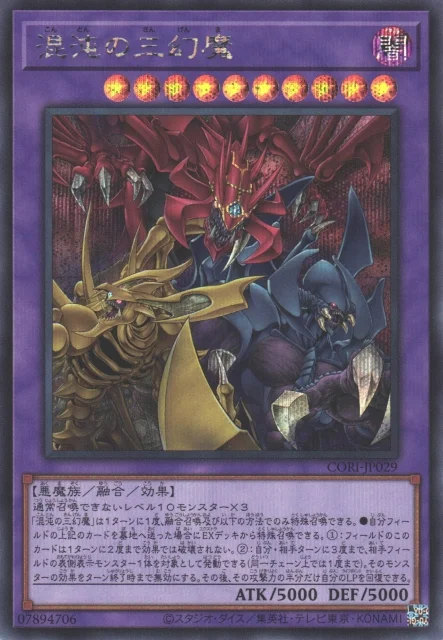 混沌の三幻魔
闇
CORI-JP029
【悪魔族／融合／効果】
通常召喚できないレベル10モンスター×3
「混沌の三幻魔」は1ターンに1度、融合召喚及び以下の方法でのみ特殊召喚できる。●自分フィー
ルドの上記のカードを墓地へ送った場合にEXデッキから特殊召喚できる。①：フィールドのこの
カードは1ターンに2度まで効果では破壊されない。②：自分・相手ターンに3度まで、相手フィー
ルドの表側表示モンスター1体を対象として発動できる(同一チェーン上では1度まで)。そのモンス
ターの効果をターン終了時まで無効にする。その後、その攻撃力の半分だけ自分のLPを回復できる。
ATK/5000 DEF/5000
07894706
©スタジオ・ダイス／集英社・テレビ東京・KONAMI